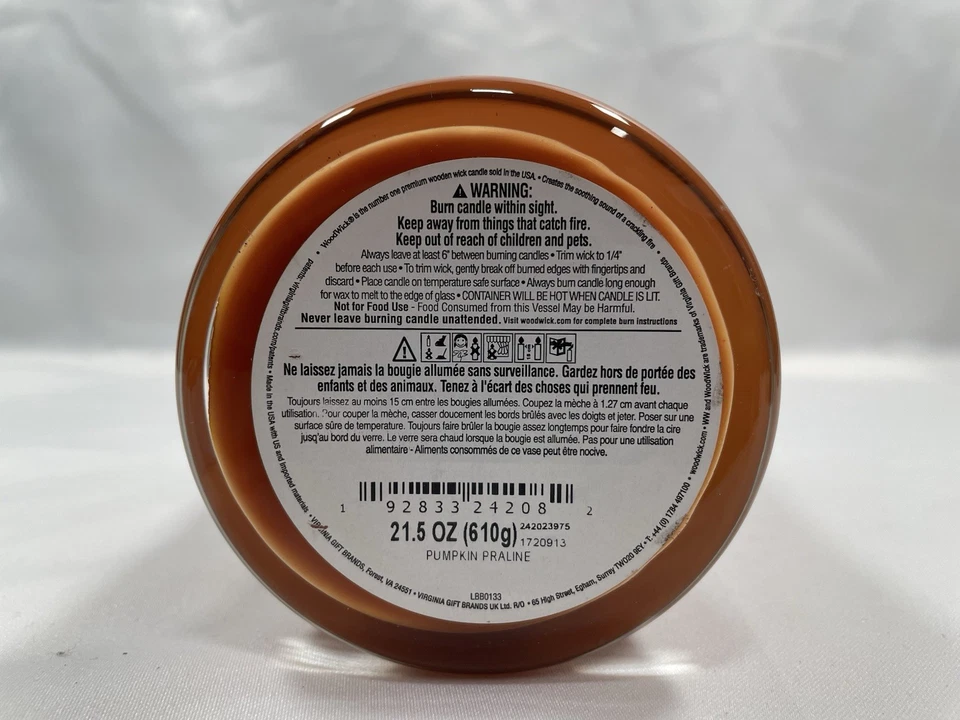 WoodWick® is the number one premium wooden wick candle sold in the USA. • Creates the soothing sound of a crackling fire •
WW and WoodWick are trademarks of Virginia Gift Brands
patents: virginiagiftbrands.com/patents • Made in the USA with US and imported materials. •
⚠ WARNING:
Burn candle within sight.
Keep away from things that catch fire.
Keep out of reach of children and pets.
Always leave at least 6" between burning candles • Trim wick to 1/4"
before each use • To trim wick, gently break off burned edges with fingertips and
discard • Place candle on temperature safe surface • Always burn candle long enough
for wax to melt to the edge of glass • CONTAINER WILL BE HOT WHEN CANDLE IS LIT.
Not for Food Use - Food Consumed from this Vessel May be Harmful.
Never leave burning candle unattended. Visit woodwick.com for complete burn instructions
Ne laissez jamais la bougie allumée sans surveillance. Gardez hors de portée des
enfants et des animaux. Tenez à l'écart des choses qui prennent feu.
Toujours laissez au moins 15 cm entre les bougies allumées. Coupez la mèche à 1.27 cm avant chaque
utilisation. Pour couper la mèche, casser doucement les bords brûlés avec les doigts et jeter. Poser sur une
surface sûre de température. Toujours faire brûler la bougie assez longtemps pour faire fondre la cire
jusq'au bord du verre. Le verre sera chaud lorsque la bougie est allumée. Pas pour une utilisation
alimentaire - Aliments consommés de ce vase peut être nocive.
1 92833 24208 2
21.5 OZ (610g) 242023975
1720913
PUMPKIN PRALINE
LBB0133
VIRGINIA GIFT BRANDS, Forest, VA 24551 • VIRGINIA GIFT BRANDS UK Ltd. R/O • 65 High Street, Egham, Surrey TW20 9EY • T: +44 (0) 1784 497100 • woodwick.com •